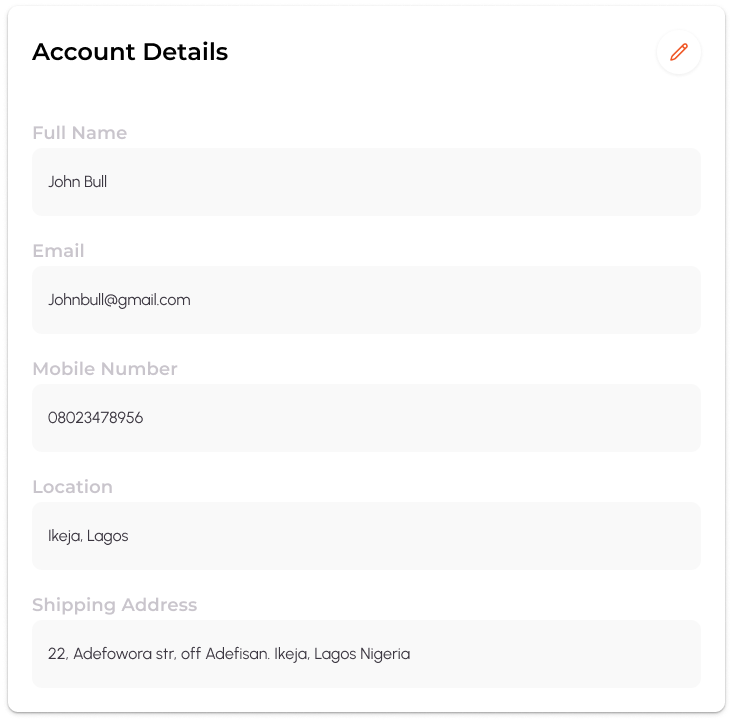 Account Details
Full Name
John Bull
Email
Johnbull@gmail.com
Mobile Number
08023478956
Location
Ikeja, Lagos
Shipping Address
22, Adefowora str, off Adefisan. Ikeja, Lagos Nigeria